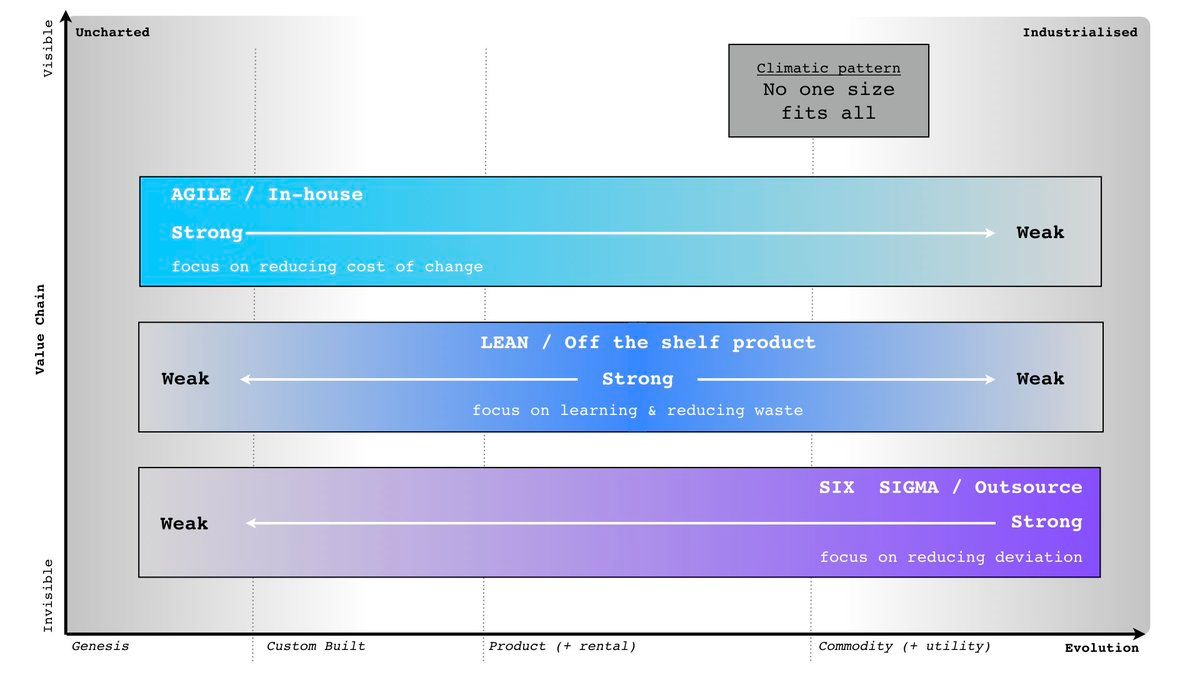 Visible
Uncharted
Industrialised
Climatic pattern
No one size
fits all
AGILE / In-house
Strong
Weak
focus on reducing cost of change
Value Chain
LEAN / Off the shelf product
Weak
Strong
Weak
focus on learning & reducing waste
SIX SIGMA / Outsource
Weak
Strong
focus on reducing deviation
Invisible
Genesis
Custom Built
Product (+ rental)
Commodity (+ utility)
Evolution